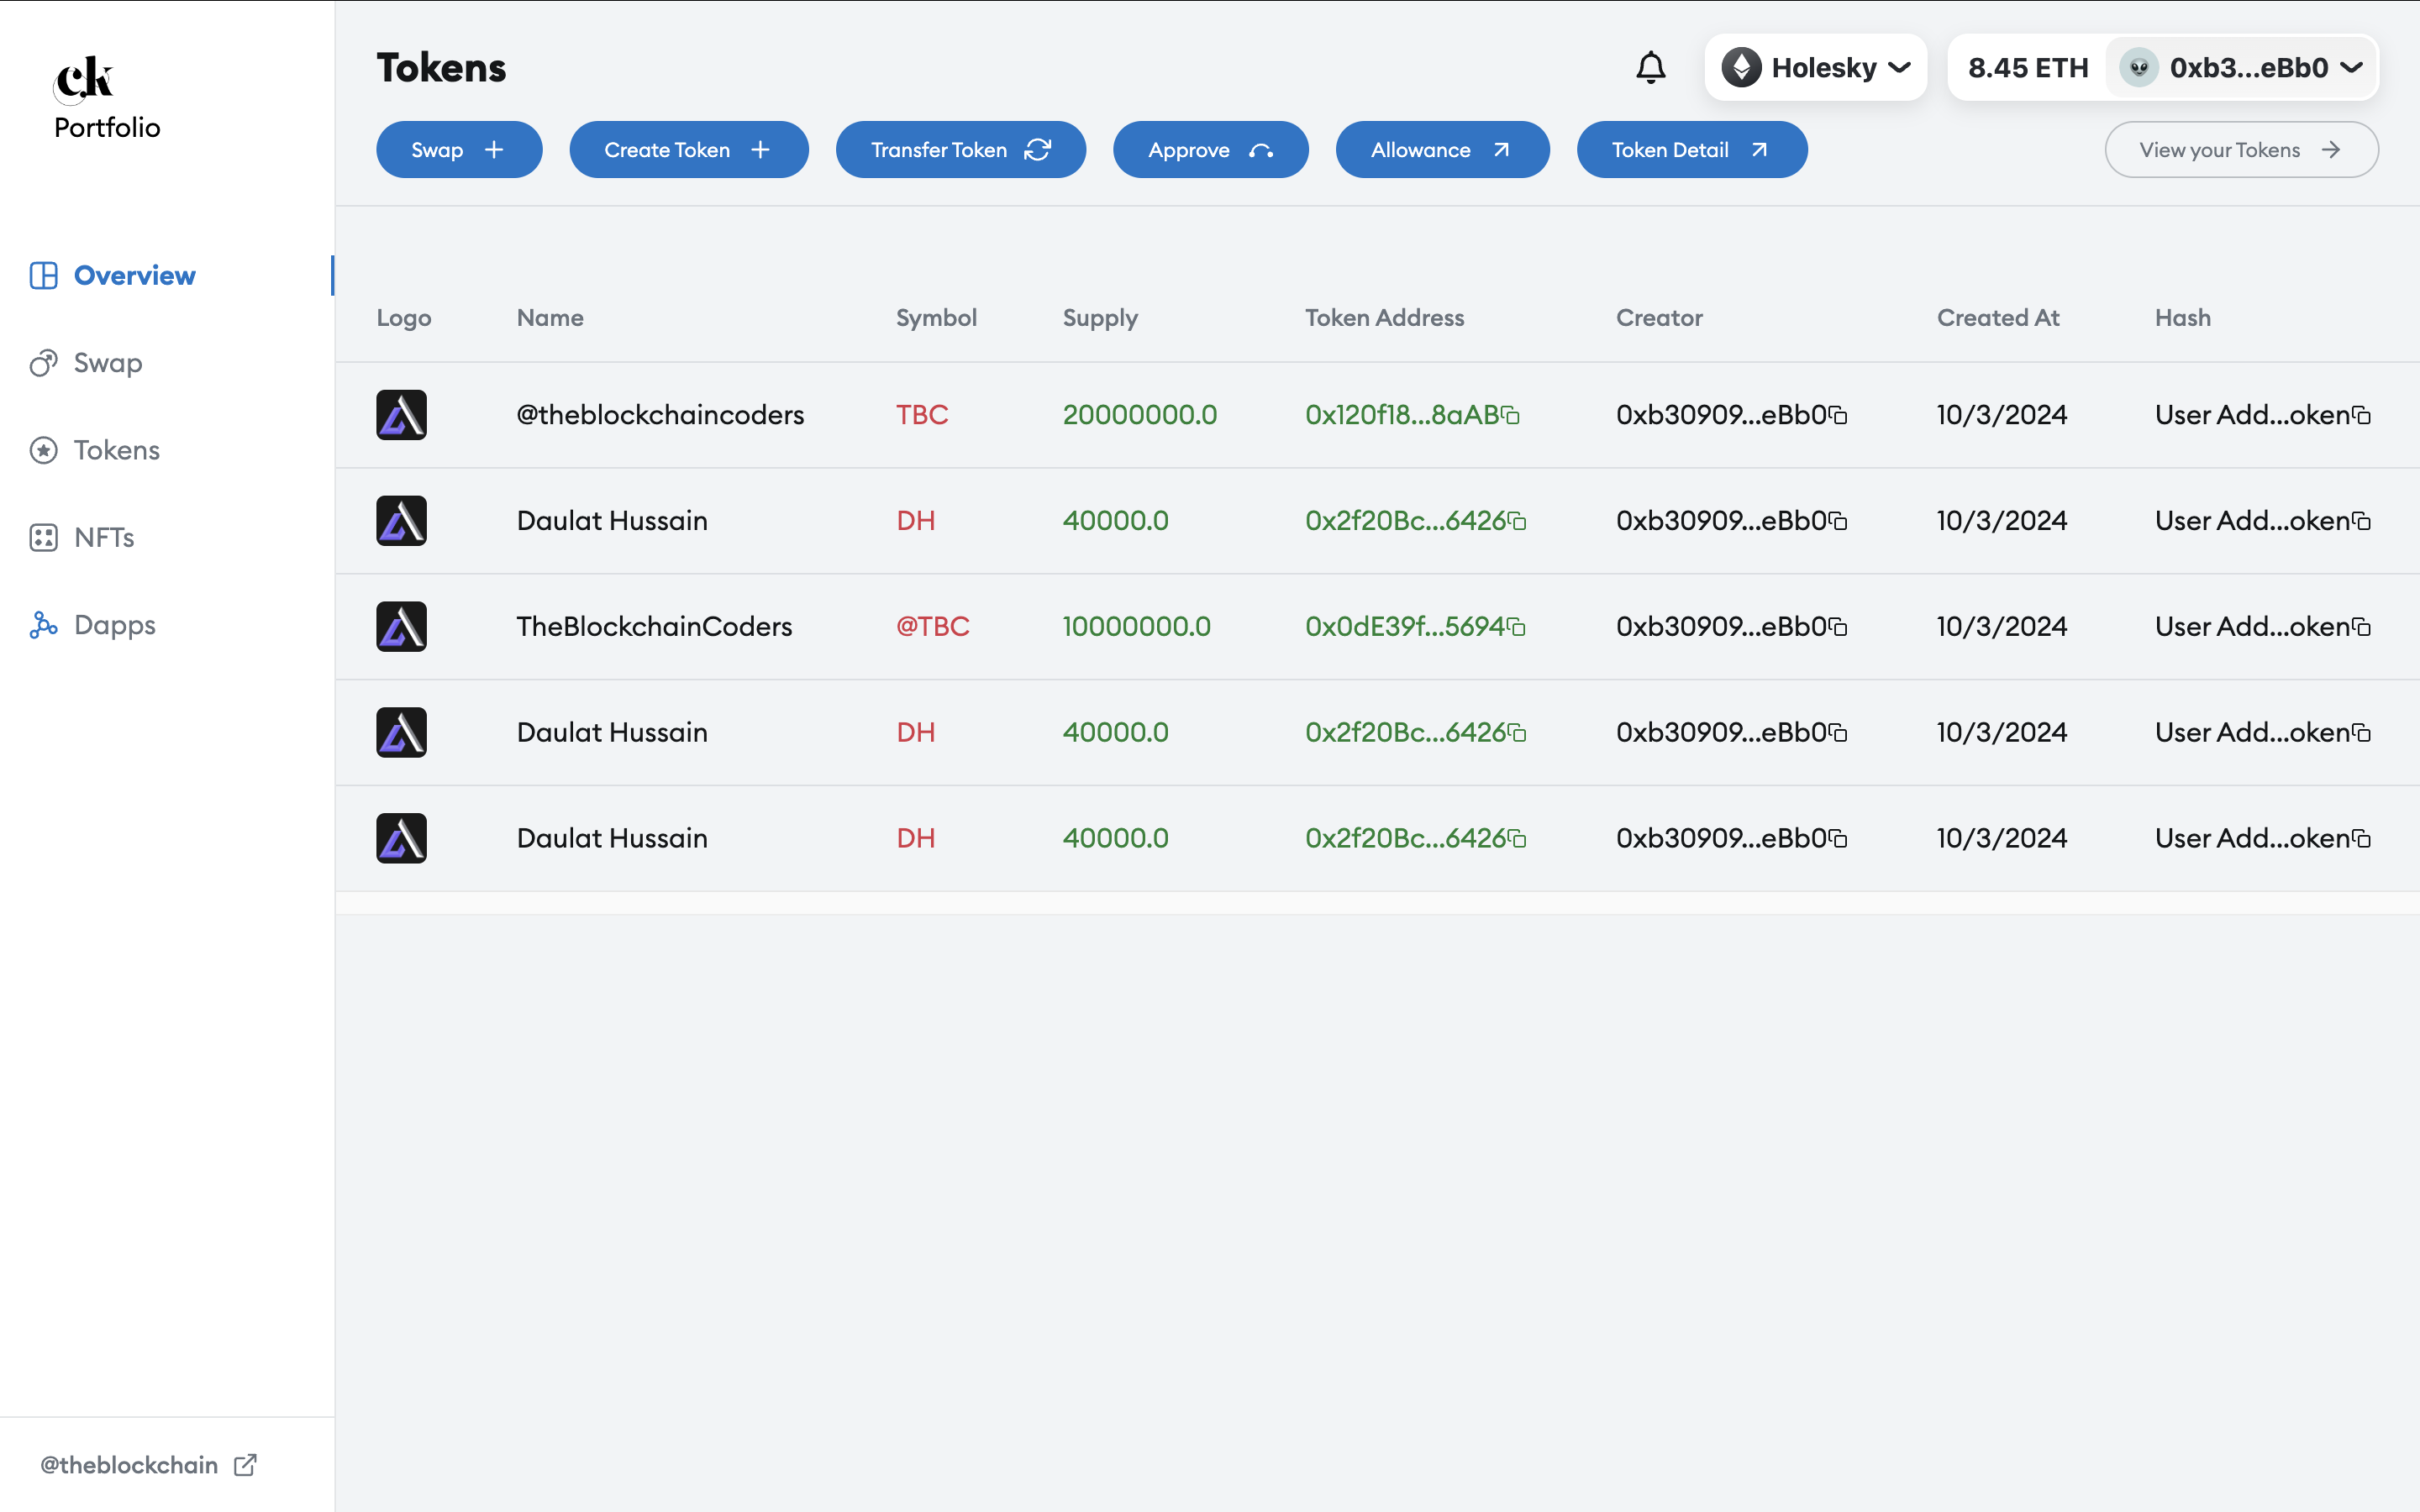 ck
Portfolio
Overview
Swap
Tokens
NFTs
Dapps
@theblockchain
Tokens
Holesky
8.45 ETH
0xb3...eBb0
Swap
Create Token
Transfer Token
Approve
Allowance
Token Detail
View your Tokens
Logo Name Symbol Supply Token Address Creator Created At Hash
@theblockchaincoders TBC 20000000.0 0x120f18...8aAB 0xb30909...eBb0 10/3/2024 User Add...oken
Daulat Hussain DH 40000.0 0x2f20Bc...6426 0xb30909...eBb0 10/3/2024 User Add...oken
TheBlockchainCoders @TBC 10000000.0 0x0dE39f...5694 0xb30909...eBb0 10/3/2024 User Add...oken
Daulat Hussain DH 40000.0 0x2f20Bc...6426 0xb30909...eBb0 10/3/2024 User Add...oken
Daulat Hussain DH 40000.0 0x2f20Bc...6426 0xb30909...eBb0 10/3/2024 User Add...oken